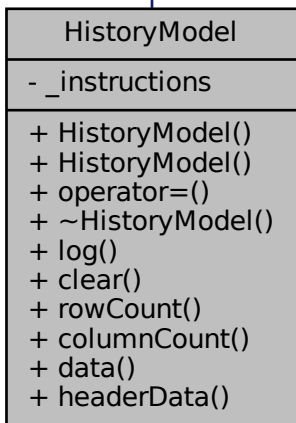 HistoryModel
- _instructions
+ HistoryModel()
+ HistoryModel()
+ operator=()
+ ~HistoryModel()
+ log()
+ clear()
+ rowCount()
+ columnCount()
+ data()
+ headerData()